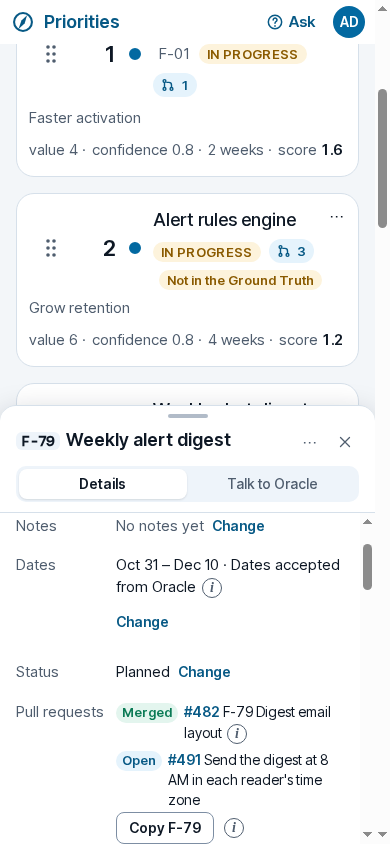 Priorities
Ask
AD
1
F-01 IN PROGRESS
1
Faster activation
value 4 · confidence 0.8 · 2 weeks · score 1.6
Alert rules engine
...
2
IN PROGRESS 3
Not in the Ground Truth
Grow retention
value 6 · confidence 0.8 · 4 weeks · score 1.2
F-79 Weekly alert digest
...
Details
Talk to Oracle
Notes No notes yet Change
Dates Oct 31 – Dec 10 · Dates accepted
from Oracle i
Change
Status Planned Change
Pull requests Merged #482 F-79 Digest email
layout i
Open #491 Send the digest at 8
AM in each reader's time
zone
Copy F-79 i